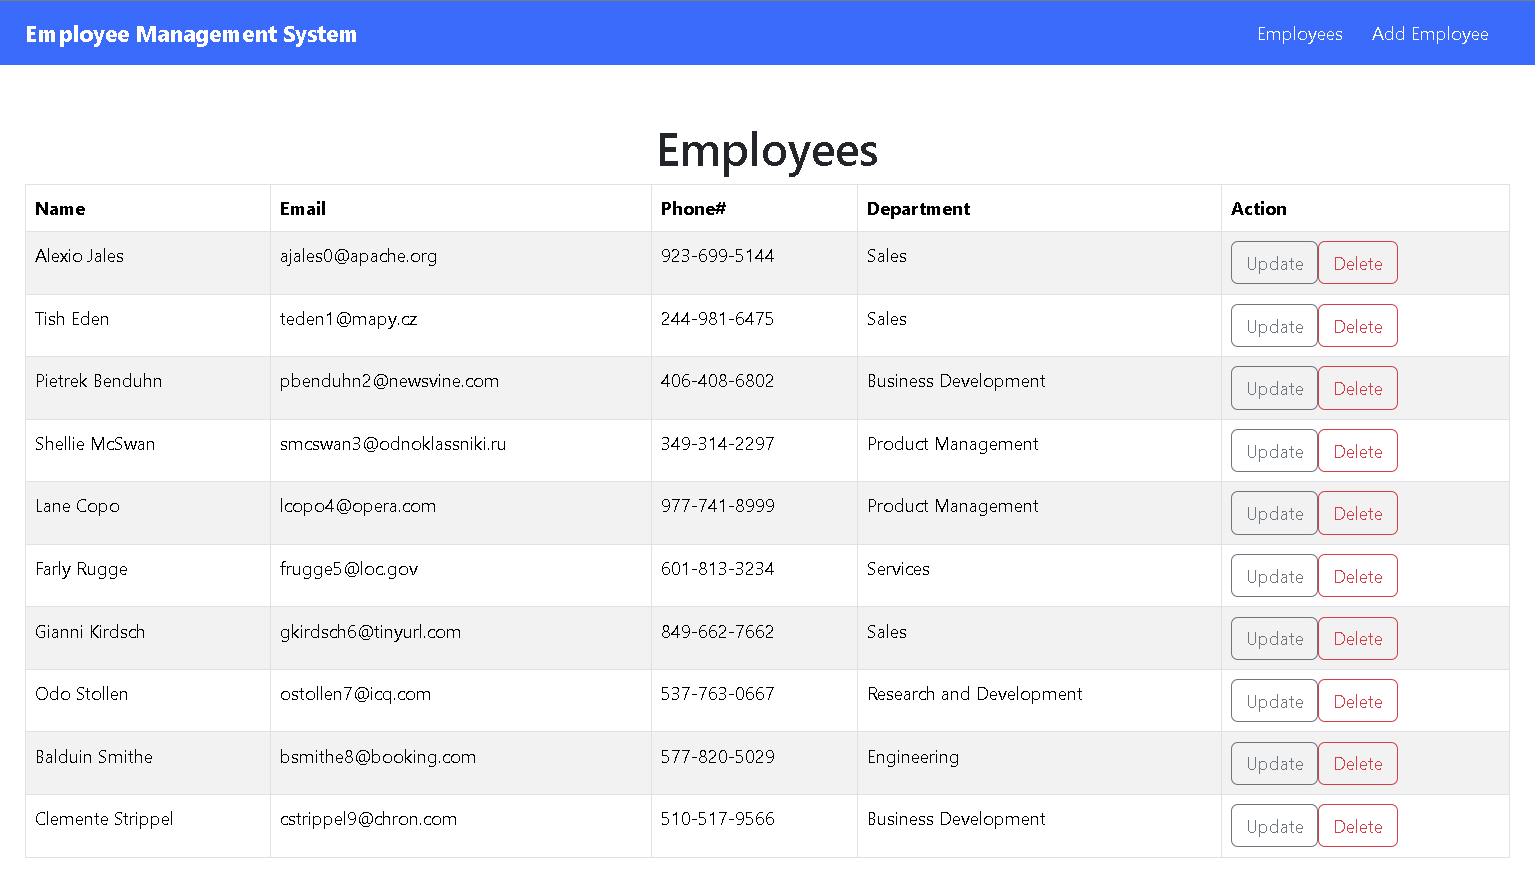 Employee Management System Employees Add Employee
Employees
Name Email Phone# Department Action
Alexio Jales ajales0@apache.org 923-699-5144 Sales Update Delete
Tish Eden teden1@mapy.cz 244-981-6475 Sales Update Delete
Pietrek Benduhn pbenduhn2@newsvine.com 406-408-6802 Business Development Update Delete
Shellie McSwan smcswan3@odnoklassniki.ru 349-314-2297 Product Management Update Delete
Lane Copo lcopo4@opera.com 977-741-8999 Product Management Update Delete
Farly Rugge frugge5@loc.gov 601-813-3234 Services Update Delete
Gianni Kirdsch gkirdsch6@tinyurl.com 849-662-7662 Sales Update Delete
Odo Stollen ostollen7@icq.com 537-763-0667 Research and Development Update Delete
Balduin Smithe bsmithe8@booking.com 577-820-5029 Engineering Update Delete
Clemente Strippel cstrippel9@chron.com 510-517-9566 Business Development Update Delete